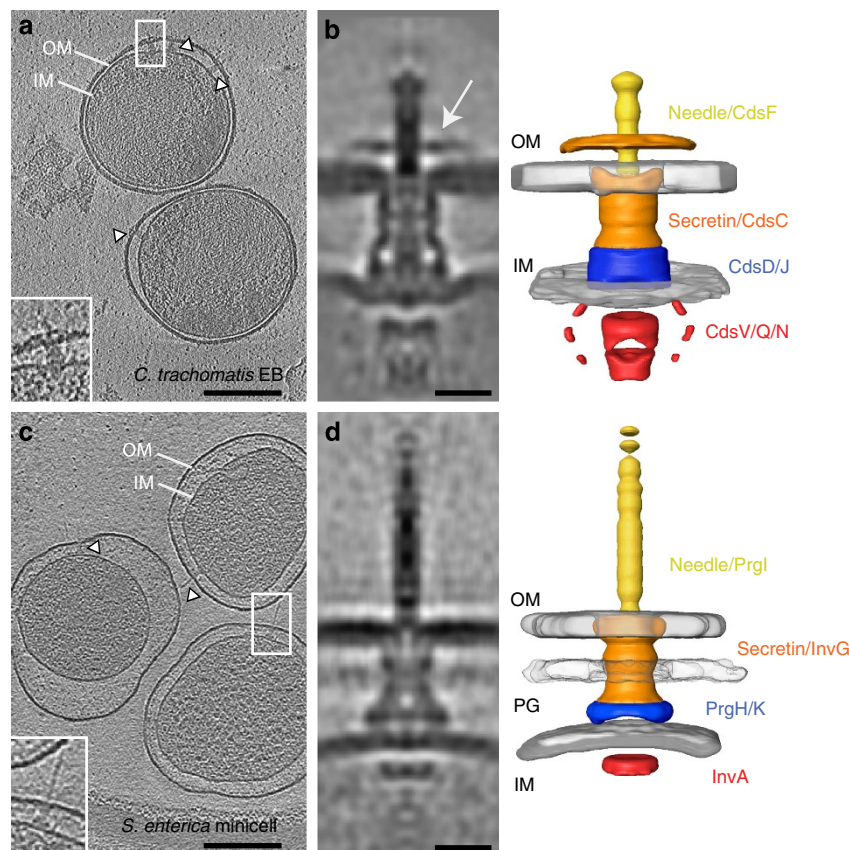 a
OM
IM
C. trachomatis EB
b
OM
Needle/CdsF
Secretin/CdsC
IM
CdsD/J
CdsV/Q/N
c
OM
IM
S. enterica minicell
d
Needle/PrgI
OM
Secretin/InvG
PG
PrgH/K
IM
InvA